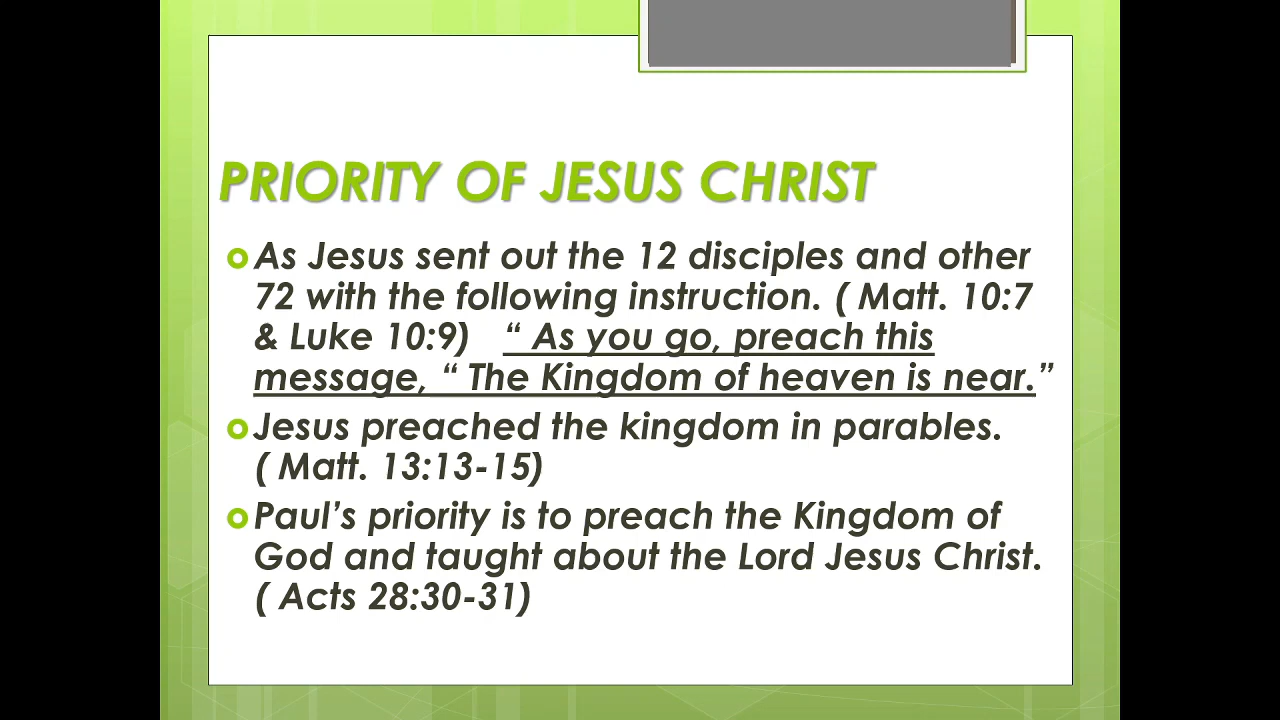 PRIORITY OF JESUS CHRIST
As Jesus sent out the 12 disciples and other
72 with the following instruction. ( Matt. 10:7
& Luke 10:9) “ As you go, preach this
message, “ The Kingdom of heaven is near.”
Jesus preached the kingdom in parables.
( Matt. 13:13-15)
Paul’s priority is to preach the Kingdom of
God and taught about the Lord Jesus Christ.
( Acts 28:30-31)